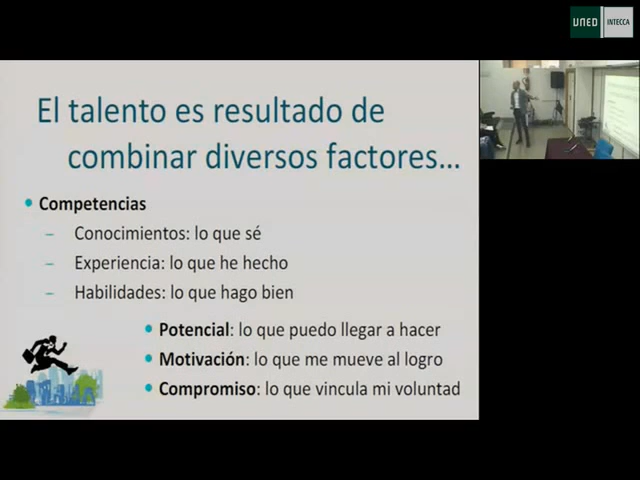 UNED
INTECCA
El talento es resultado de
combinar diversos factores...
• Competencias
– Conocimientos: lo que sé
– Experiencia: lo que he hecho
– Habilidades: lo que hago bien
• Potencial: lo que puedo llegar a hacer
• Motivación: lo que me mueve al logro
• Compromiso: lo que vincula mi voluntad